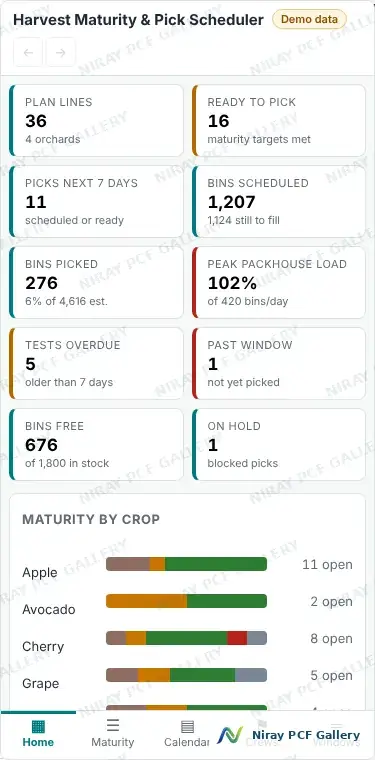 Harvest Maturity & Pick Scheduler Demo data
← →
PLAN LINES
36
4 orchards
READY TO PICK
16
maturity targets met
PICKS NEXT 7 DAYS
11
scheduled or ready
BINS SCHEDULED
1,207
1,124 still to fill
BINS PICKED
276
6% of 4,616 est.
PEAK PACKHOUSE LOAD
102%
of 420 bins/day
TESTS OVERDUE
5
older than 7 days
PAST WINDOW
1
not yet picked
BINS FREE
676
of 1,800 in stock
ON HOLD
1
blocked picks
MATURITY BY CROP
Apple 11 open
Avocado 2 open
Cherry 8 open
Grape 5 open
Home Maturity Calendar Crews Windows
Niray PCF Gallery
NIRAY PCF GALLERY